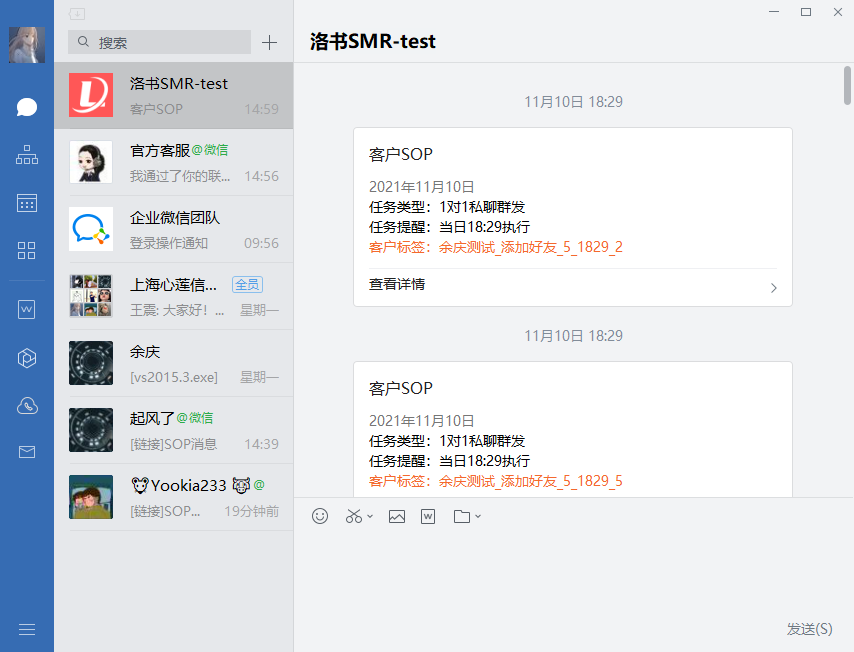 搜索
洛书SMR-test
客户SOP 14:59
官方客服@微信
我通过了你的联... 14:56
企业微信团队
登录操作通知 09:56
上海心莲信... 全员
王震: 大家好！... 星期一
余庆
[vs2015.3.exe] 星期一
起风了@微信
[链接]SOP消息 14:39
🐭Yookia233 🐯@
[链接]SOP... 19分钟前
洛书SMR-test
11月10日 18:29
客户SOP
2021年11月10日
任务类型：1对1私聊群发
任务提醒：当日18:29执行
客户标签：余庆测试_添加好友_5_1829_2
查看详情
11月10日 18:29
客户SOP
2021年11月10日
任务类型：1对1私聊群发
任务提醒：当日18:29执行
客户标签：余庆测试_添加好友_5_1829_5
发送(S)